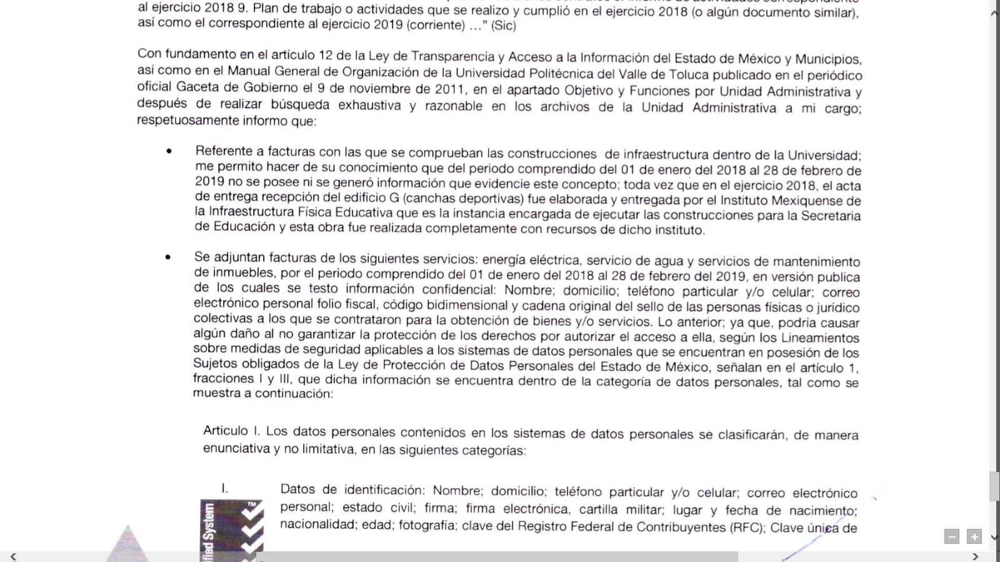 al ejercicio 2018 9. Plan de trabajo o actividades que se realizo y cumplió en el ejercicio 2018 (o algún documento similar),
así como el correspondiente al ejercicio 2019 (corriente) …” (Sic)
Con fundamento en el artículo 12 de la Ley de Transparencia y Acceso a la Información del Estado de México y Municipios,
así como en el Manual General de Organización de la Universidad Politécnica del Valle de Toluca publicado en el periódico
oficial Gaceta de Gobierno el 9 de noviembre de 2011, en el apartado Objetivo y Funciones por Unidad Administrativa y
después de realizar búsqueda exhaustiva y razonable en los archivos de la Unidad Administrativa a mi cargo;
respetuosamente informo que:
• Referente a facturas con las que se comprueban las construcciones de infraestructura dentro de la Universidad;
me permito hacer de su conocimiento que del periodo comprendido del 01 de enero del 2018 al 28 de febrero de
2019 no se posee ni se generó información que evidencie este concepto; toda vez que en el ejercicio 2018, el acta
de entrega recepción del edificio G (canchas deportivas) fue elaborada y entregada por el Instituto Mexiquense de
la Infraestructura Física Educativa que es la instancia encargada de ejecutar las construcciones para la Secretaria
de Educación y esta obra fue realizada completamente con recursos de dicho instituto.
• Se adjuntan facturas de los siguientes servicios: energía eléctrica, servicio de agua y servicios de mantenimiento
de inmuebles, por el periodo comprendido del 01 de enero del 2018 al 28 de febrero del 2019, en versión publica
de los cuales se testo información confidencial: Nombre; domicilio; teléfono particular y/o celular; correo
electrónico personal folio fiscal, código bidimensional y cadena original del sello de las personas físicas o jurídico
colectivas a los que se contrataron para la obtención de bienes y/o servicios. Lo anterior; ya que, podría causar
algún daño al no garantizar la protección de los derechos por autorizar el acceso a ella, según los Lineamientos
sobre medidas de seguridad aplicables a los sistemas de datos personales que se encuentran en posesión de los
Sujetos obligados de la Ley de Protección de Datos Personales del Estado de México, señalan en el artículo 1,
fracciones I y III, que dicha información se encuentra dentro de la categoría de datos personales, tal como se
muestra a continuación:
Articulo I. Los datos personales contenidos en los sistemas de datos personales se clasificarán, de manera
enunciativa y no limitativa, en las siguientes categorías:
I. Datos de identificación: Nombre; domicilio; teléfono particular y/o celular; correo electrónico
personal; estado civil; firma; firma electrónica, cartilla militar; lugar y fecha de nacimiento;
nacionalidad; edad; fotografía; clave del Registro Federal de Contribuyentes (RFC); Clave única de
System
TM